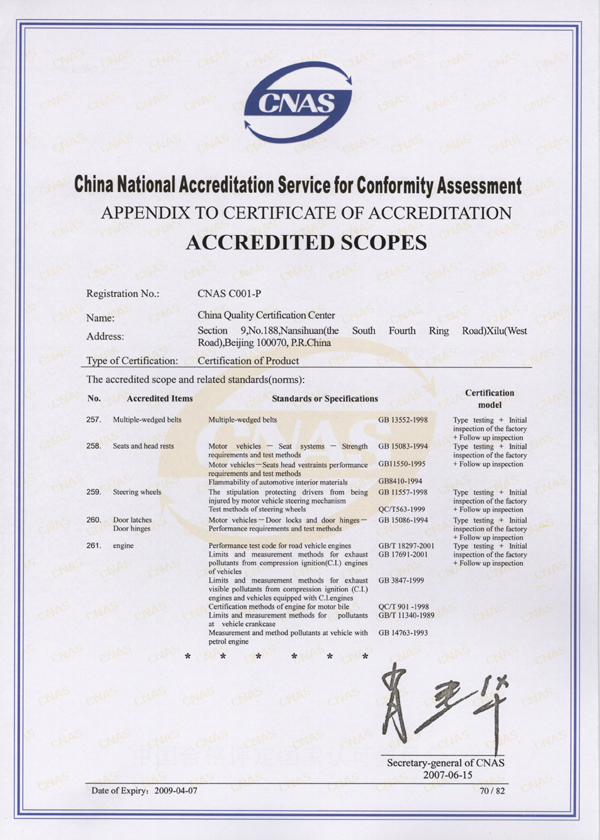 CNAS
China National Accreditation Service for Conformity Assessment
APPENDIX TO CERTIFICATE OF ACCREDITATION
ACCREDITED SCOPES
Registration No.: CNAS C001-P
Name: China Quality Certification Center
Address: Section 9,No.188,Nansihuan(the South Fourth Ring Road)Xilu(West
Road),Beijing 100070, P.R.China
Type of Certification: Certification of Product
The accredited scope and related standards(norms):
No. Accredited Items Standards or Specifications Certification model
257. Multiple-wedged belts Multiple-wedged belts GB 13552-1998 Type testing + Initial
inspection of the factory
+ Follow up inspection
258. Seats and head rests Motor vehicles－Seat systems－Strength GB 15083-1994 Type testing + Initial
requirements and test methods inspection of the factory
Motor vehicles－Seats head vestraints performance GB11550-1995 + Follow up inspection
requirements and test methods
Flammability of automotive interior materials GB8410-1994
259. Steering wheels The stipulation protecting drivers from being GB 11557-1998 Type testing + Initial
injured by motor vehicle steering mechanism inspection of the factory
Test methods of steering wheels QC/T563-1999 + Follow up inspection
260. Door latches Motor vehicles－Door locks and door hinges－ GB 15086-1994 Type testing + Initial
Door hinges Performance requirements and test methods inspection of the factory
+ Follow up inspection
261. engine Performance test code for road vehicle engines GB/T 18297-2001 Type testing + Initial
Limits and measurement methods for exhaust GB 17691-2001 inspection of the factory
pollutants from compression ignition(C.I.) engines + Follow up inspection
of vehicles
Limits and measurement methods for exhaust GB 3847-1999
visible pollutants from compression ignition (C.I.)
engines and vehicles equipped with C.I.engines
Certification methods of engine for motor bile QC/T 901 -1998
Limits and measurement methods for pollutants GB/T 11340-1989
at vehicle crankcase
Measurement and method pollutants at vehicle with GB 14763-1993
petrol engine
* * * * * *
Secretary-general of CNAS
2007-06-15
Date of Expiry: 2009-04-07 70 / 82